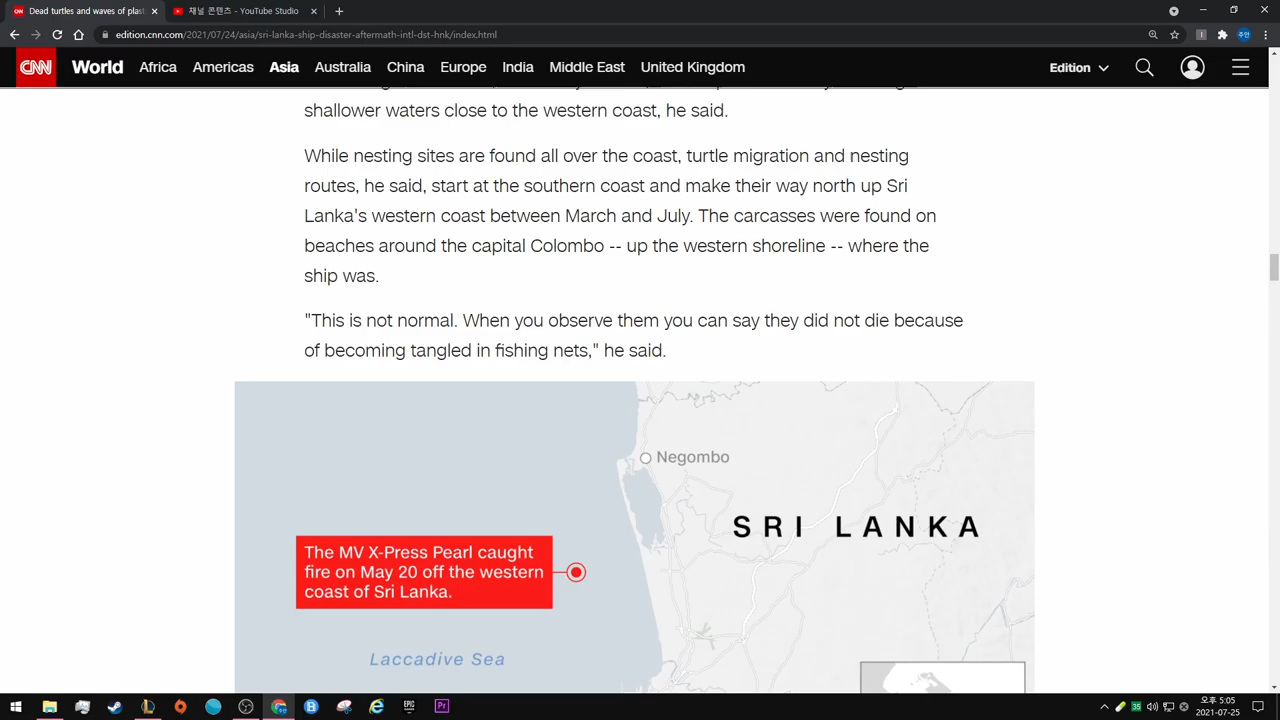 Dead turtles and waves of plas
채널 콘텐츠 - YouTube Studio
edition.cnn.com/2021/07/24/asia/sri-lanka-ship-disaster-aftermath-intl-dst-hnk/index.html
주안
CNN World Africa Americas Asia Australia China Europe India Middle East United Kingdom Edition
shallower waters close to the western coast, he said.
While nesting sites are found all over the coast, turtle migration and nesting
routes, he said, start at the southern coast and make their way north up Sri
Lanka's western coast between March and July. The carcasses were found on
beaches around the capital Colombo -- up the western shoreline -- where the
ship was.
"This is not normal. When you observe them you can say they did not die because
of becoming tangled in fishing nets," he said.
Negombo
SRI LANKA
The MV X-Press Pearl caught
fire on May 20 off the western
coast of Sri Lanka.
Laccadive Sea
EPIC
Pr
35
오후 5:05
2021-07-25